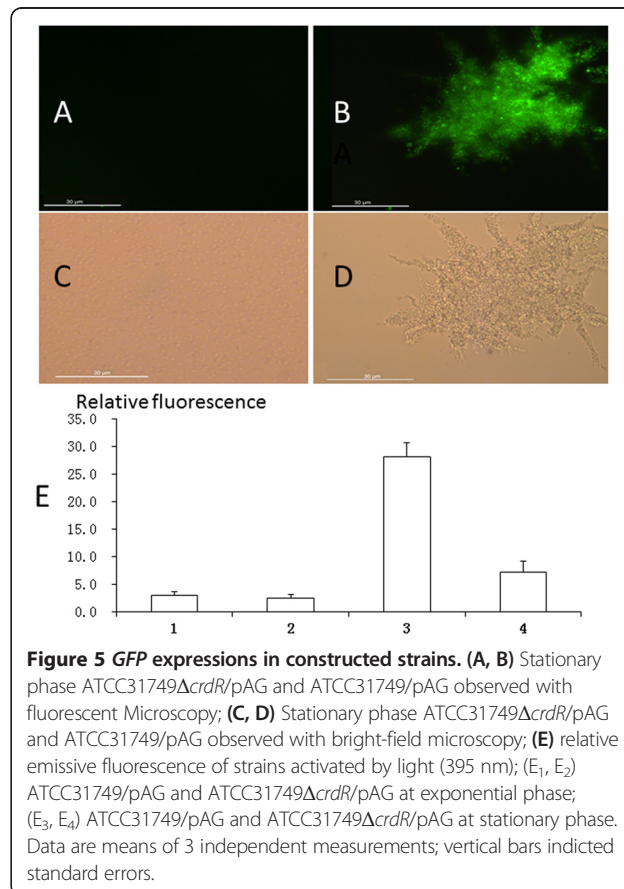 A
B
A
30 µm
30 µm
C
D
30 µm
30 µm
Relative fluorescence
35.0
30.0
25.0
E
20.0
15.0
10.0
5.0
0.0
1 2 3 4
Figure 5 GFP expressions in constructed strains. (A, B) Stationary
phase ATCC31749ΔcrdR/pAG and ATCC31749/pAG observed with
fluorescent Microscopy; (C, D) Stationary phase ATCC31749ΔcrdR/pAG
and ATCC31749/pAG observed with bright-field microscopy; (E) relative
emissive fluorescence of strains activated by light (395 nm); (E₁, E₂)
ATCC31749/pAG and ATCC31749ΔcrdR/pAG at exponential phase;
(E₃, E₄) ATCC31749/pAG and ATCC31749ΔcrdR/pAG at stationary phase.
Data are means of 3 independent measurements; vertical bars indicted
standard errors.